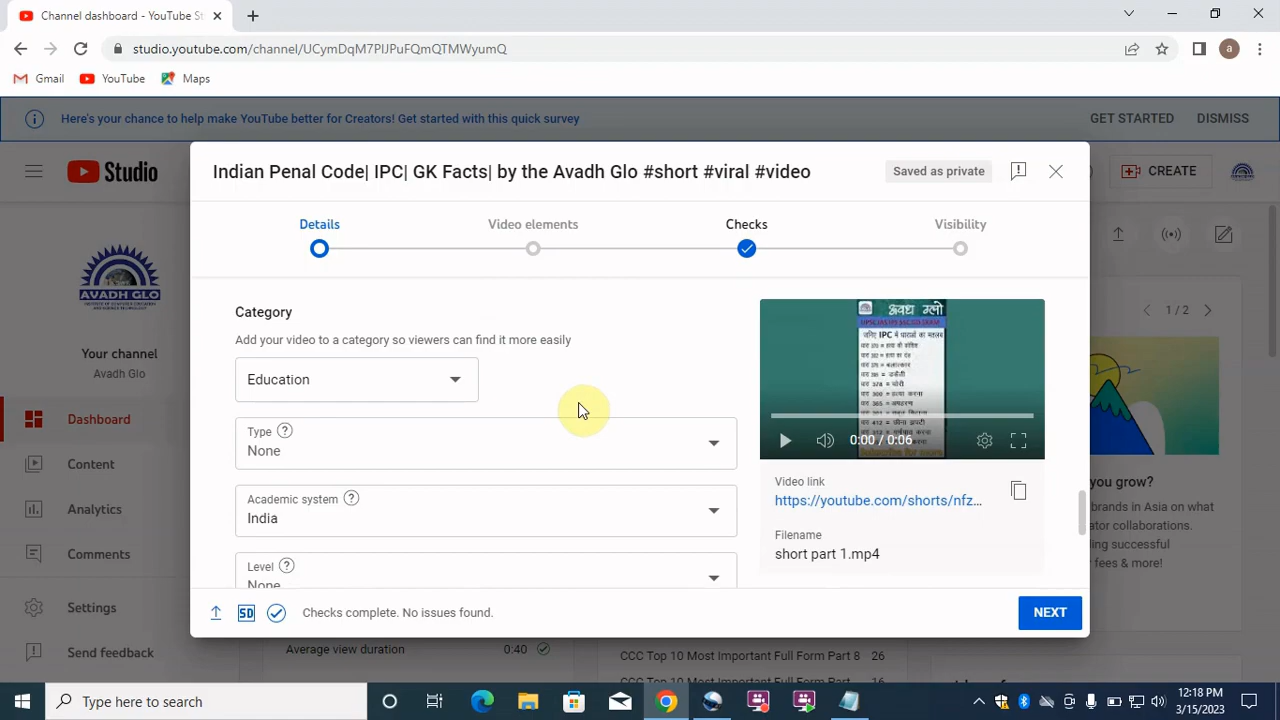 Channel dashboard - YouTube St
studio.youtube.com/channel/UCymDqM7PIJPuFQmQTMWyumQ
a
Gmail
YouTube
Maps
Here's your chance to help make YouTube better for Creators! Get started with this quick survey
GET STARTED
DISMISS
Studio
Indian Penal Code| IPC| GK Facts| by the Avadh Glo #short #viral #video
Saved as private
CREATE
Details
Video elements
Checks
Visibility
AVADH GLO
Your channel
Avadh Glo
Dashboard
Content
Analytics
Comments
Settings
Send feedback
Category
Add your video to a category so viewers can find it more easily
Education
Type
None
Academic system
India
Level
None
अवध ग्लो
जानिए IPC में धाराओं का मतलब
0:00 / 0:06
Video link
https://youtube.com/shorts/nfz...
Filename
short part 1.mp4
1 / 2
you grow?
brands in Asia on what
ator collaborations.
ding successful
r fees & more!
SD
Checks complete. No issues found.
NEXT
Average view duration
0:40
CCC Top 10 Most Important Full Form Part 8
26
Type here to search
12:18 PM
3/15/2023